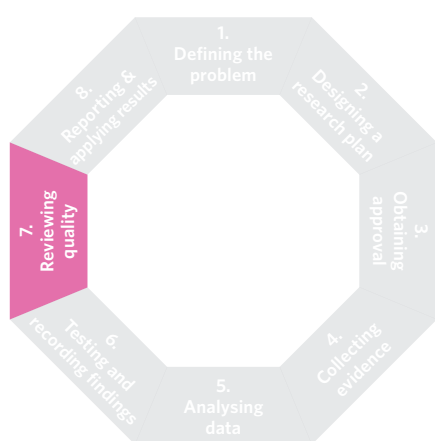 1.
Defining the
problem
2.
Designing a
research plan
3.
Obtaining
approval
4.
Collecting
evidence
5.
Analysing
data
6.
Testing and
recording findings
7.
Reviewing
quality
8.
Reporting &
applying results